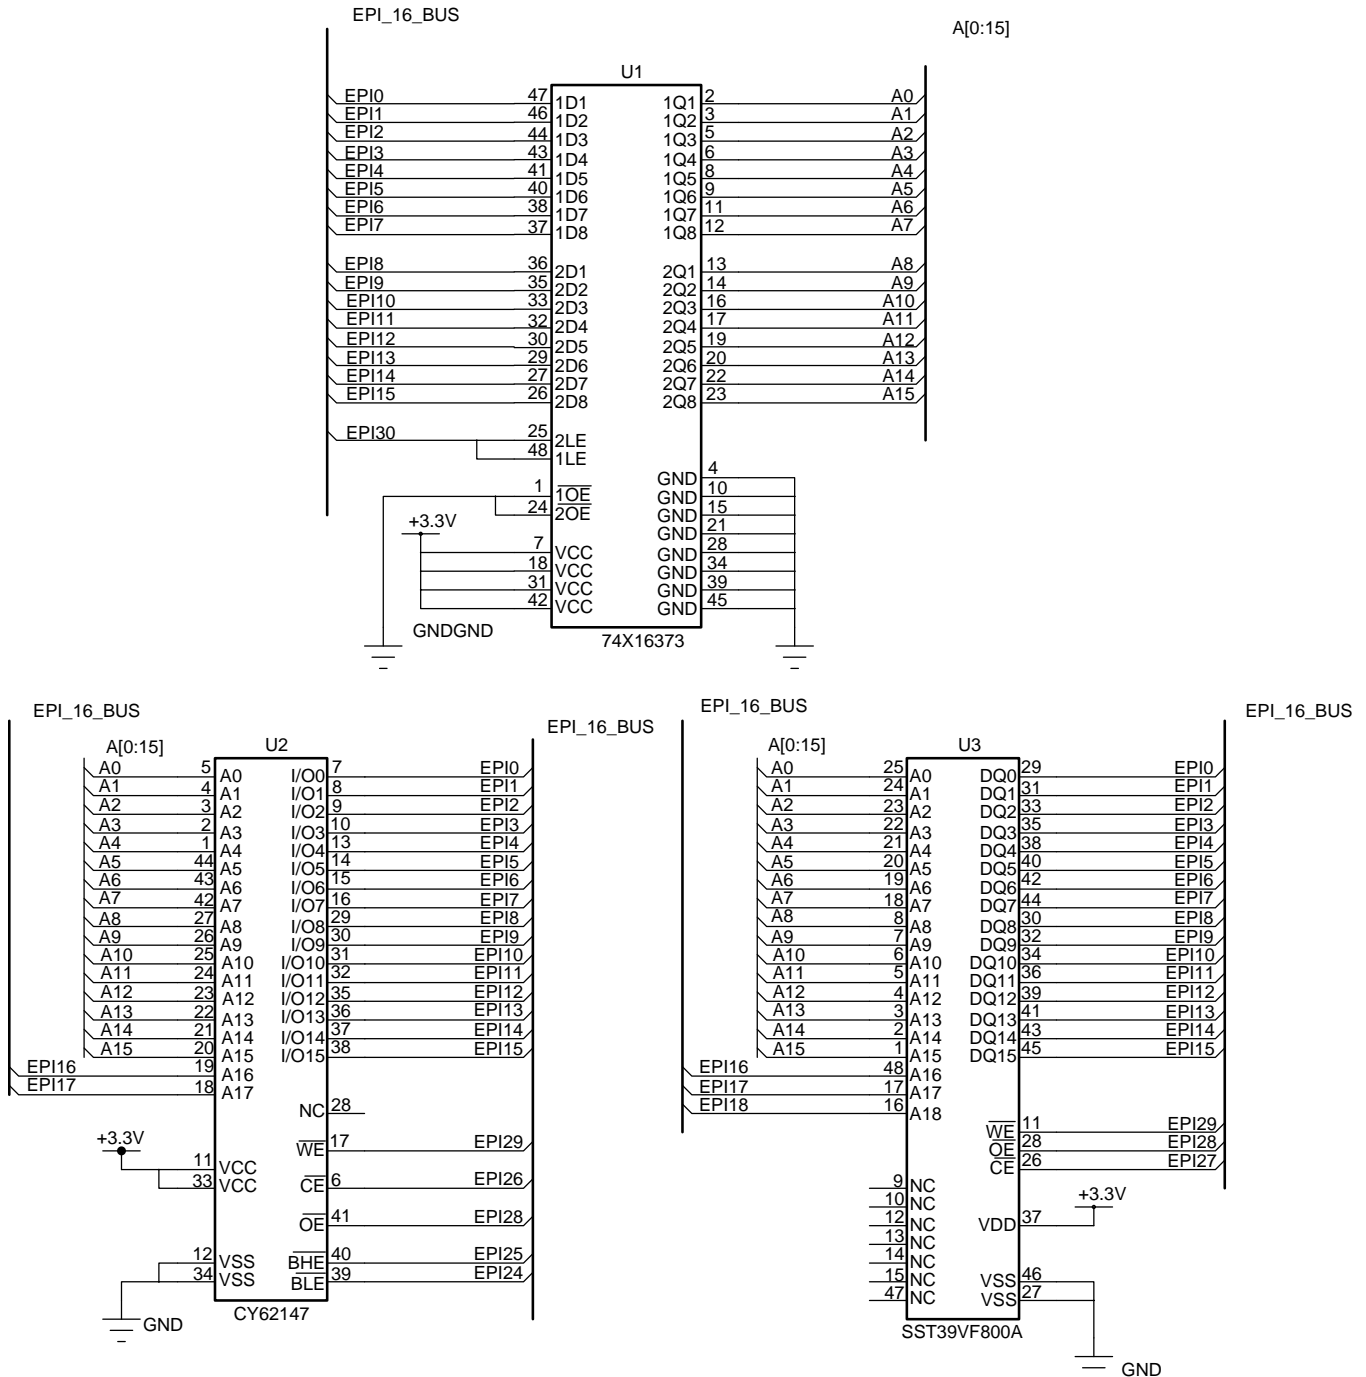 EPI_16_BUS
A[0:15]
U1
EPI0 47 1D1 1Q1 2 A0
EPI1 46 1D2 1Q2 3 A1
EPI2 44 1D3 1Q3 5 A2
EPI3 43 1D4 1Q4 6 A3
EPI4 41 1D5 1Q5 8 A4
EPI5 40 1D6 1Q6 9 A5
EPI6 38 1D7 1Q7 11 A6
EPI7 37 1D8 1Q8 12 A7
EPI8 36 2D1 2Q1 13 A8
EPI9 35 2D2 2Q2 14 A9
EPI10 33 2D3 2Q3 16 A10
EPI11 32 2D4 2Q4 17 A11
EPI12 30 2D5 2Q5 19 A12
EPI13 29 2D6 2Q6 20 A13
EPI14 27 2D7 2Q7 22 A14
EPI15 26 2D8 2Q8 23 A15
EPI30 25 2LE
48 1LE
GND 4
1 1OE GND 10
24 2OE GND 15
+3.3V GND 21
7 VCC GND 28
18 VCC GND 34
31 VCC GND 39
42 VCC GND 45
GNDGND
74X16373
EPI_16_BUS
EPI_16_BUS
A[0:15]
U2
A0 5 A0 I/O0 7 EPI0
A1 4 A1 I/O1 8 EPI1
A2 3 A2 I/O2 9 EPI2
A3 2 A3 I/O3 10 EPI3
A4 1 A4 I/O4 13 EPI4
A5 44 A5 I/O5 14 EPI5
A6 43 A6 I/O6 15 EPI6
A7 42 A7 I/O7 16 EPI7
A8 27 A8 I/O8 29 EPI8
A9 26 A9 I/O9 30 EPI9
A10 25 A10 I/O10 31 EPI10
A11 24 A11 I/O11 32 EPI11
A12 23 A12 I/O12 35 EPI12
A13 22 A13 I/O13 36 EPI13
A14 21 A14 I/O14 37 EPI14
A15 20 A15 I/O15 38 EPI15
EPI16 19 A16
EPI17 18 A17
NC 28
+3.3V
WE 17 EPI29
11 VCC
33 VCC CE 6 EPI26
OE 41 EPI28
12 VSS BHE 40 EPI25
34 VSS BLE 39 EPI24
GND
CY62147
EPI_16_BUS
EPI_16_BUS
A[0:15]
U3
A0 25 A0 DQ0 29 EPI0
A1 24 A1 DQ1 31 EPI1
A2 23 A2 DQ2 33 EPI2
A3 22 A3 DQ3 35 EPI3
A4 21 A4 DQ4 38 EPI4
A5 20 A5 DQ5 40 EPI5
A6 19 A6 DQ6 42 EPI6
A7 18 A7 DQ7 44 EPI7
A8 8 A8 DQ8 30 EPI8
A9 7 A9 DQ9 32 EPI9
A10 6 A10 DQ10 34 EPI10
A11 5 A11 DQ11 36 EPI11
A12 4 A12 DQ12 39 EPI12
A13 3 A13 DQ13 41 EPI13
A14 2 A14 DQ14 43 EPI14
A15 1 A15 DQ15 45 EPI15
EPI16 48 A16
EPI17 17 A17
EPI18 16 A18
WE 11 EPI29
OE 28 EPI28
CE 26 EPI27
9 NC
10 NC +3.3V
12 NC VDD 37
13 NC
14 NC
15 NC VSS 46
47 NC VSS 27
SST39VF800A
GND